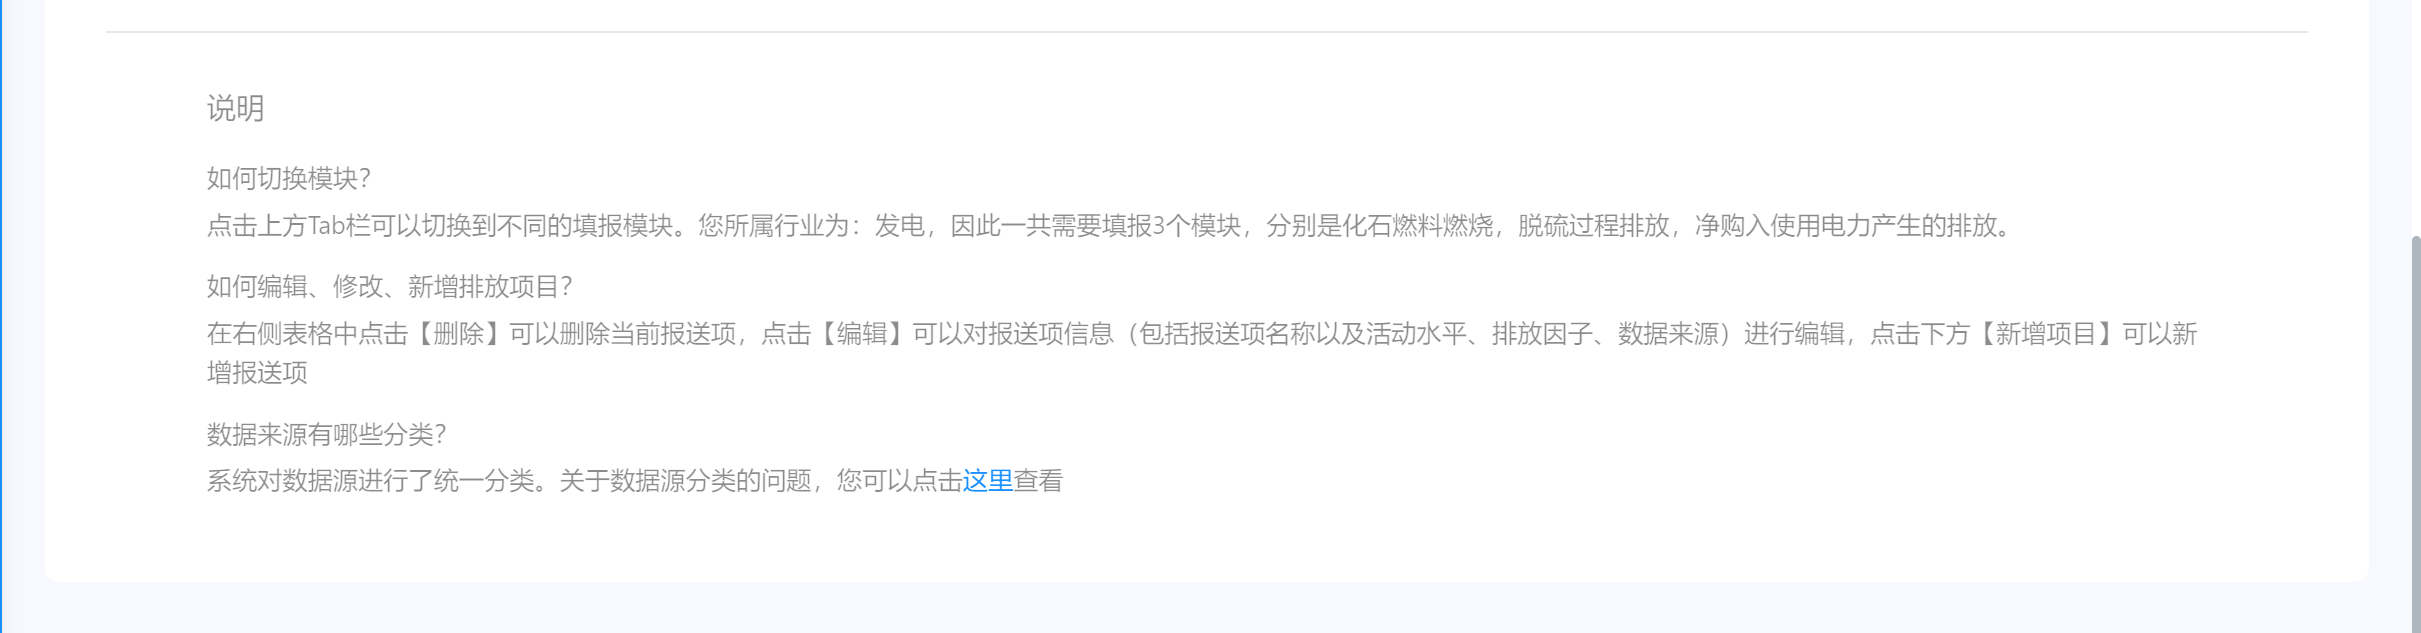 说明
如何切换模块？
点击上方Tab栏可以切换到不同的填报模块。您所属行业为：发电，因此一共需要填报3个模块，分别是化石燃料燃烧，脱硫过程排放，净购入使用电力产生的排放。
如何编辑、修改、新增排放项目？
在右侧表格中点击【删除】可以删除当前报送项，点击【编辑】可以对报送项信息（包括报送项名称以及活动水平、排放因子、数据来源）进行编辑，点击下方【新增项目】可以新
增报送项
数据来源有哪些分类？
系统对数据源进行了统一分类。关于数据源分类的问题，您可以点击这里查看